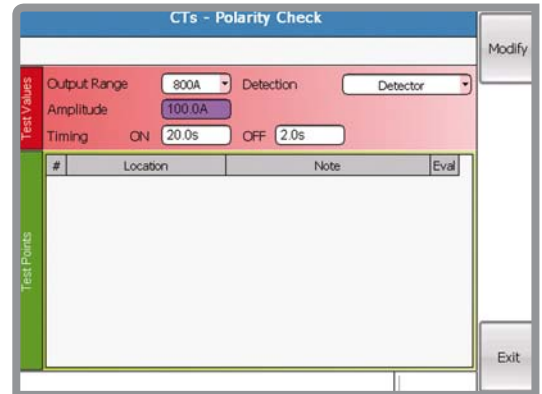 CTs - Polarity Check
Modify
Test Values
Output Range 800A Detection Detector
Amplitude 100.0A
Timing ON 20.0s OFF 2.0s
Test Points
# Location Note Eval
Exit